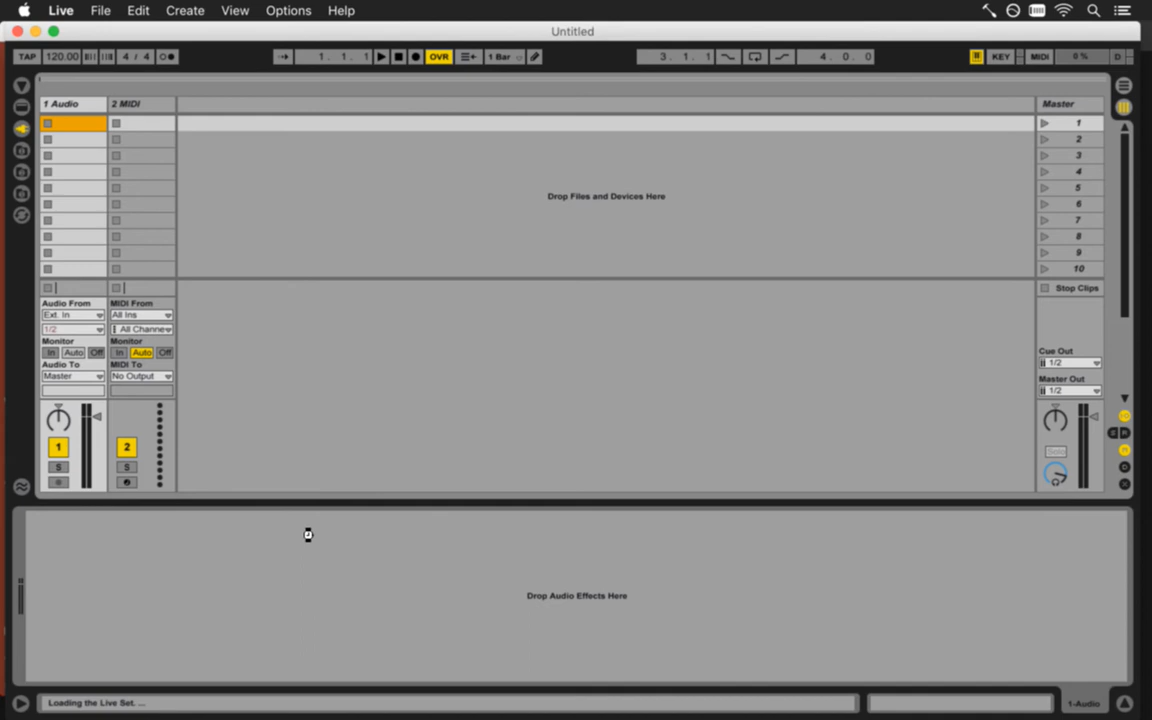 Live File Edit Create View Options Help
Untitled
TAP 120.00 4 / 4 1. 1. 1 OVR 1 Bar 3. 1. 1 4. 0. 0 KEY MIDI 0 % D
1 Audio 2 MIDI Master
1
2
3
4
5
6
7
8
9
10
Drop Files and Devices Here
Stop Clips
Audio From MIDI From
Ext. In All Ins
1/2 All Channe
Monitor Monitor
In Auto Off In Auto Off
Audio To MIDI To
Master No Output
Cue Out
1/2
Master Out
1/2
1 2
S S
Solo
Drop Audio Effects Here
Loading the Live Set. ...
1-Audio